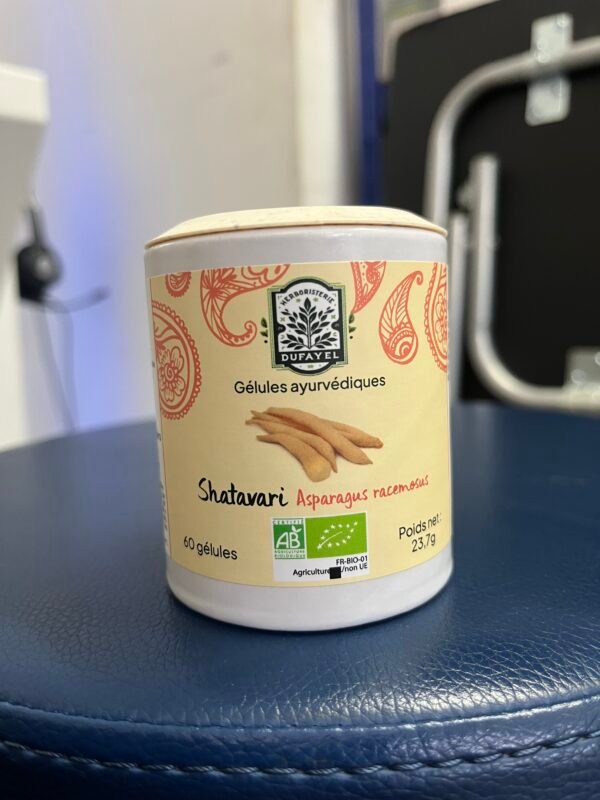 HERBORISTERIE
DUFAYEL
Gélules ayurvédiques
Shatavari Asparagus racemosus
60 gélules
CERTIFIÉ
AB
AGRICULTURE
BIOLOGIQUE
FR-BIO-01
Agriculture /non UE
Poids net:
23,7g